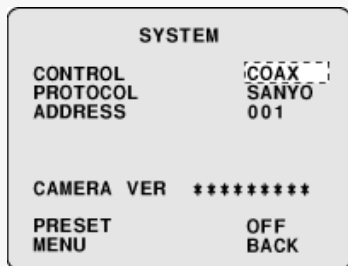 SYSTEM
CONTROL COAX
PROTOCOL SANYO
ADDRESS 001
CAMERA VER *********
PRESET OFF
MENU BACK